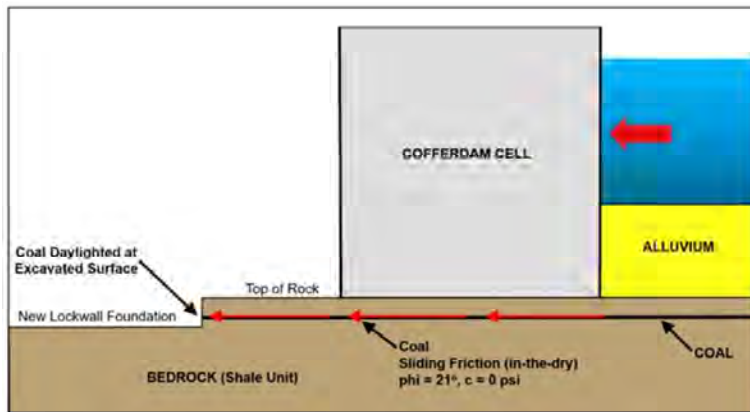 COFFERDAM CELL
ALLUVIUM
Coal Daylighted at
Excavated Surface
Top of Rock
New Lockwall Foundation
Coal
Sliding Friction (in-the-dry)
phi = 21°, c = 0 psi
COAL
BEDROCK (Shale Unit)